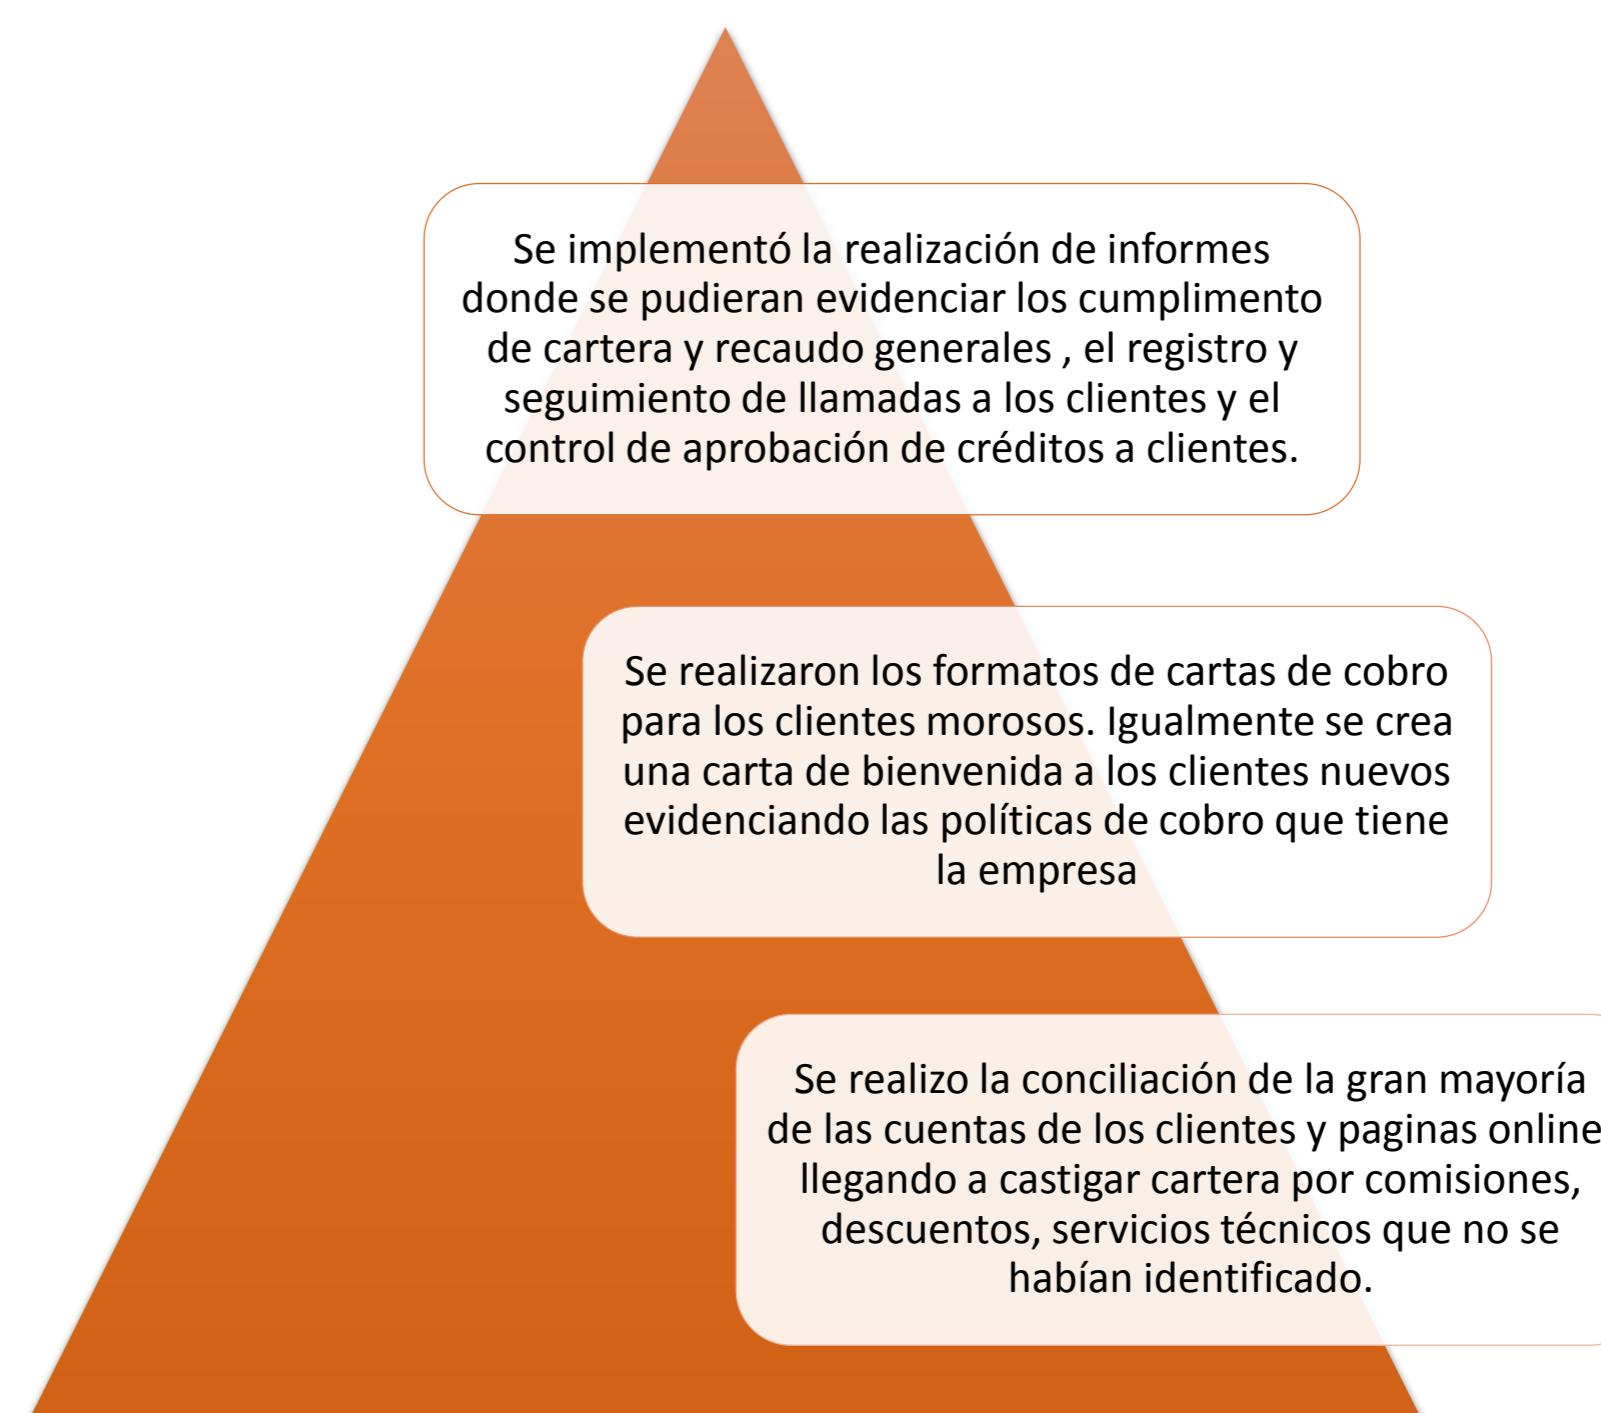 Se implementó la realización de informes
donde se pudieran evidenciar los cumplimento
de cartera y recaudo generales , el registro y
seguimiento de llamadas a los clientes y el
control de aprobación de créditos a clientes.
Se realizaron los formatos de cartas de cobro
para los clientes morosos. Igualmente se crea
una carta de bienvenida a los clientes nuevos
evidenciando las políticas de cobro que tiene
la empresa
Se realizo la conciliación de la gran mayoría
de las cuentas de los clientes y paginas online
llegando a castigar cartera por comisiones,
descuentos, servicios técnicos que no se
habían identificado.